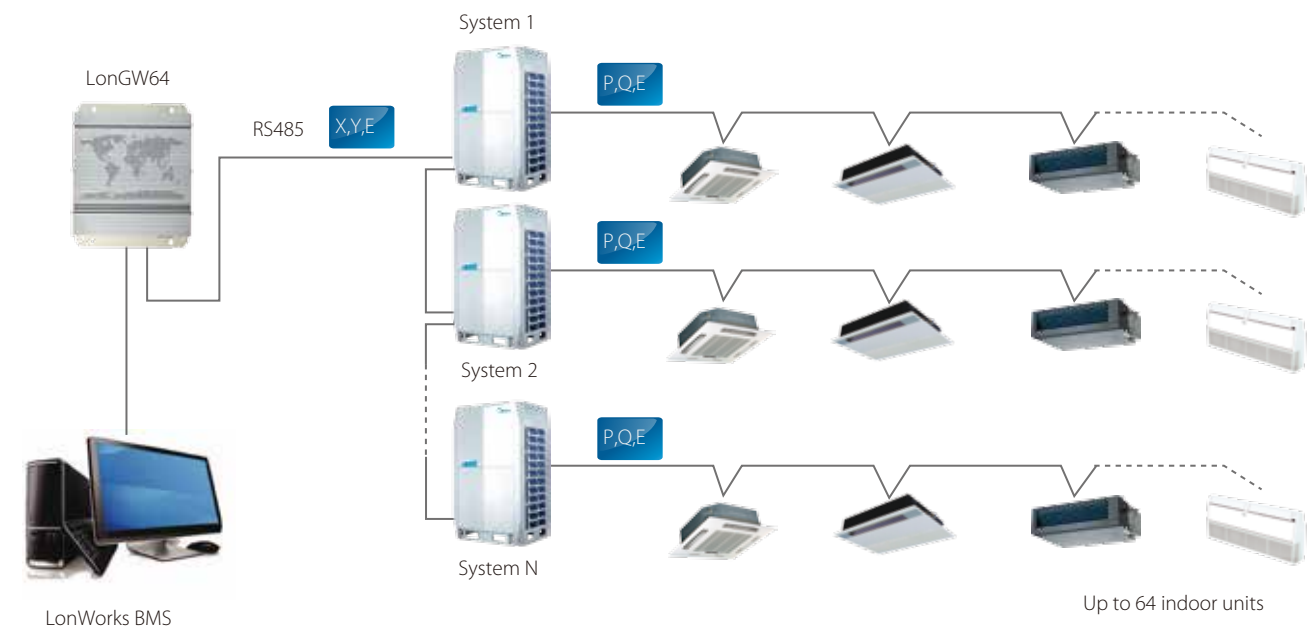 System 1
LonGW64
P,Q,E
RS485
X,Y,E
P,Q,E
System 2
P,Q,E
System N
Up to 64 indoor units
LonWorks BMS